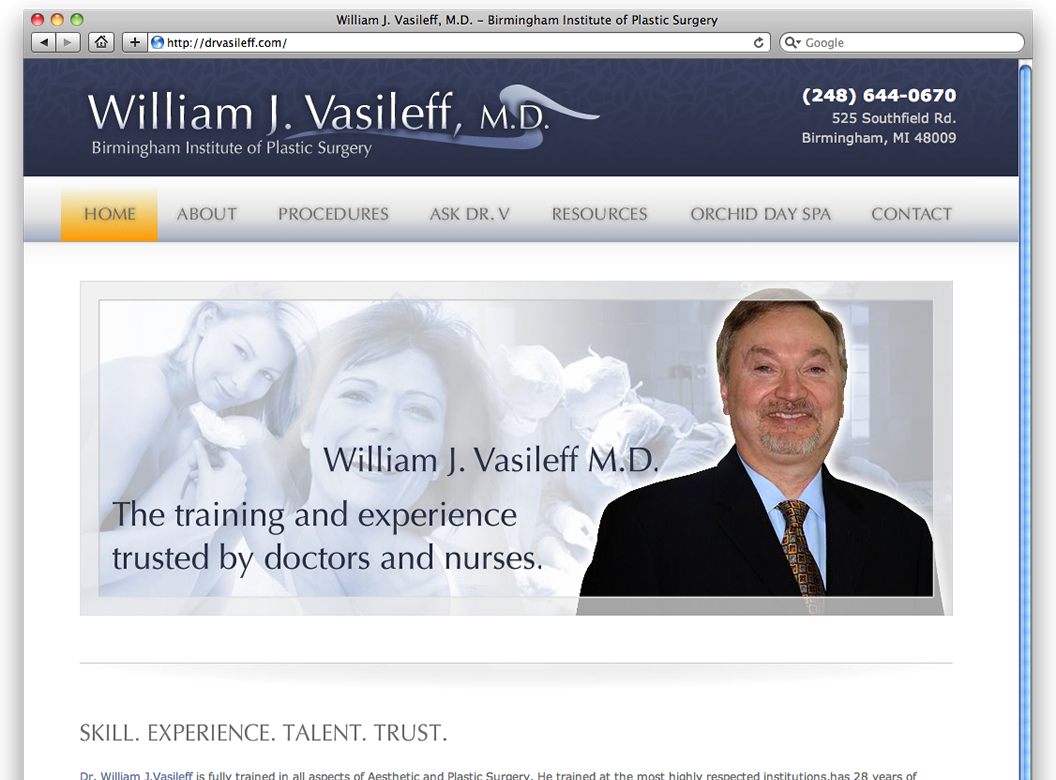 William J. Vasileff, M.D. – Birmingham Institute of Plastic Surgery
http://drvasileff.com/
Google
William J. Vasileff, M.D.
Birmingham Institute of Plastic Surgery
(248) 644-0670
525 Southfield Rd.
Birmingham, MI 48009
HOME ABOUT PROCEDURES ASK DR. V RESOURCES ORCHID DAY SPA CONTACT
William J. Vasileff M.D.
The training and experience
trusted by doctors and nurses.
SKILL. EXPERIENCE. TALENT. TRUST.
Dr. William J.Vasileff is fully trained in all aspects of Aesthetic and Plastic Surgery. He trained at the most highly respected institutions,has 28 years of